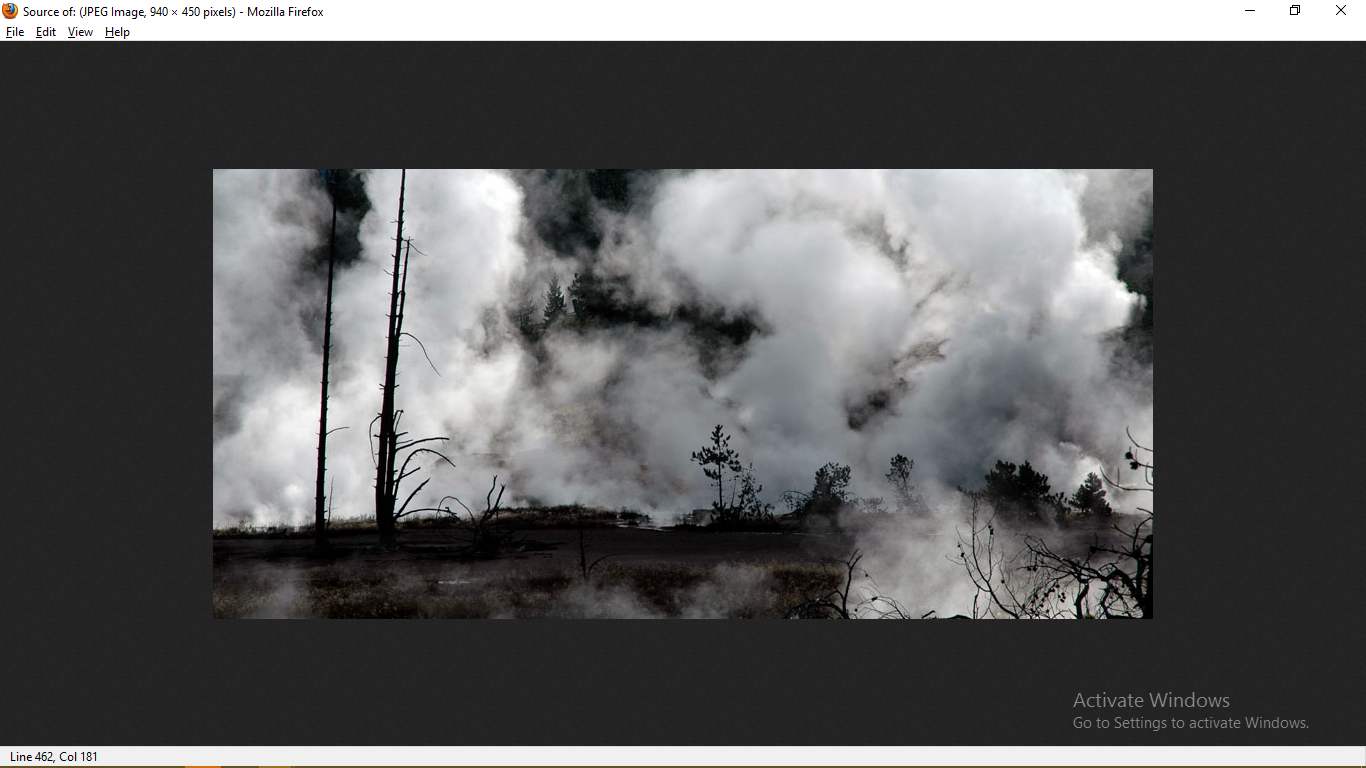 Source of: (JPEG Image, 940 × 450 pixels) - Mozilla Firefox
File Edit View Help
Activate Windows
Go to Settings to activate Windows.
Line 462, Col 181